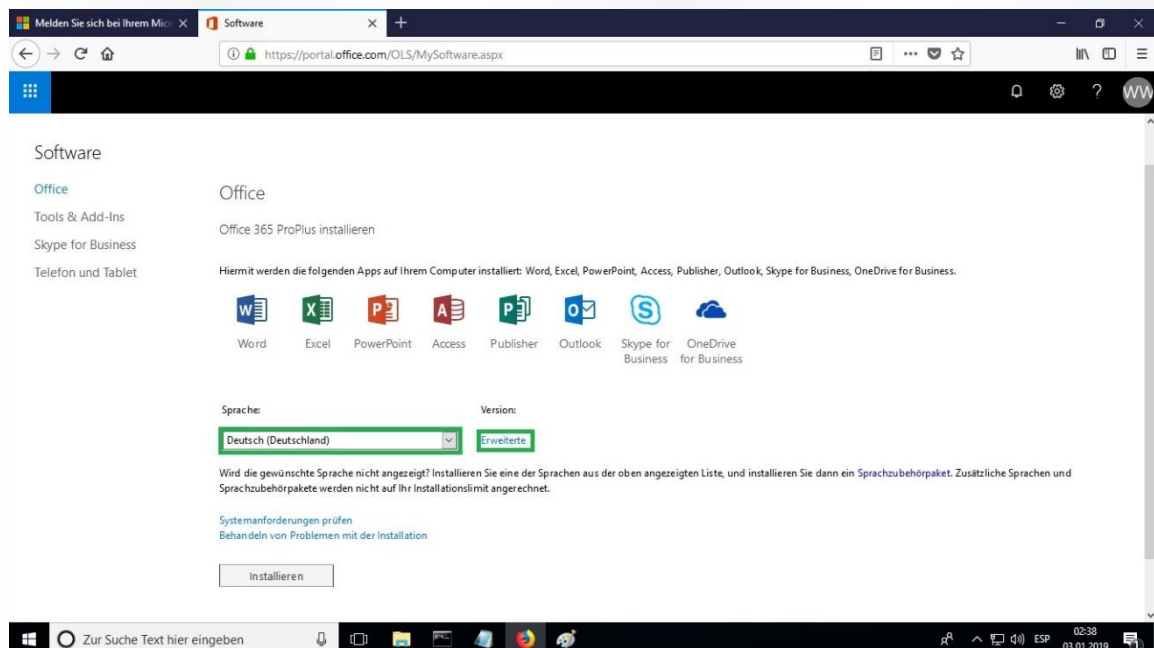 Melden Sie sich bei Ihrem Micr
Software
https://portal.office.com/OLS/MySoftware.aspx
WW
Software
Office
Tools & Add-Ins
Skype for Business
Telefon und Tablet
Office
Office 365 ProPlus installieren
Hiermit werden die folgenden Apps auf Ihrem Computer installiert: Word, Excel, PowerPoint, Access, Publisher, Outlook, Skype for Business, OneDrive for Business.
Word Excel PowerPoint Access Publisher Outlook Skype for Business OneDrive for Business
Sprache: Version:
Deutsch (Deutschland) Erweiterte
Wird die gewünschte Sprache nicht angezeigt? Installieren Sie eine der Sprachen aus der oben angezeigten Liste, und installieren Sie dann ein Sprachzubehörpaket. Zusätzliche Sprachen und
Sprachzubehörpakete werden nicht auf Ihr Installationslimit angerechnet.
Systemanforderungen prüfen
Behandeln von Problemen mit der Installation
Installieren
Zur Suche Text hier eingeben
ESP
02:38
03.01.2019